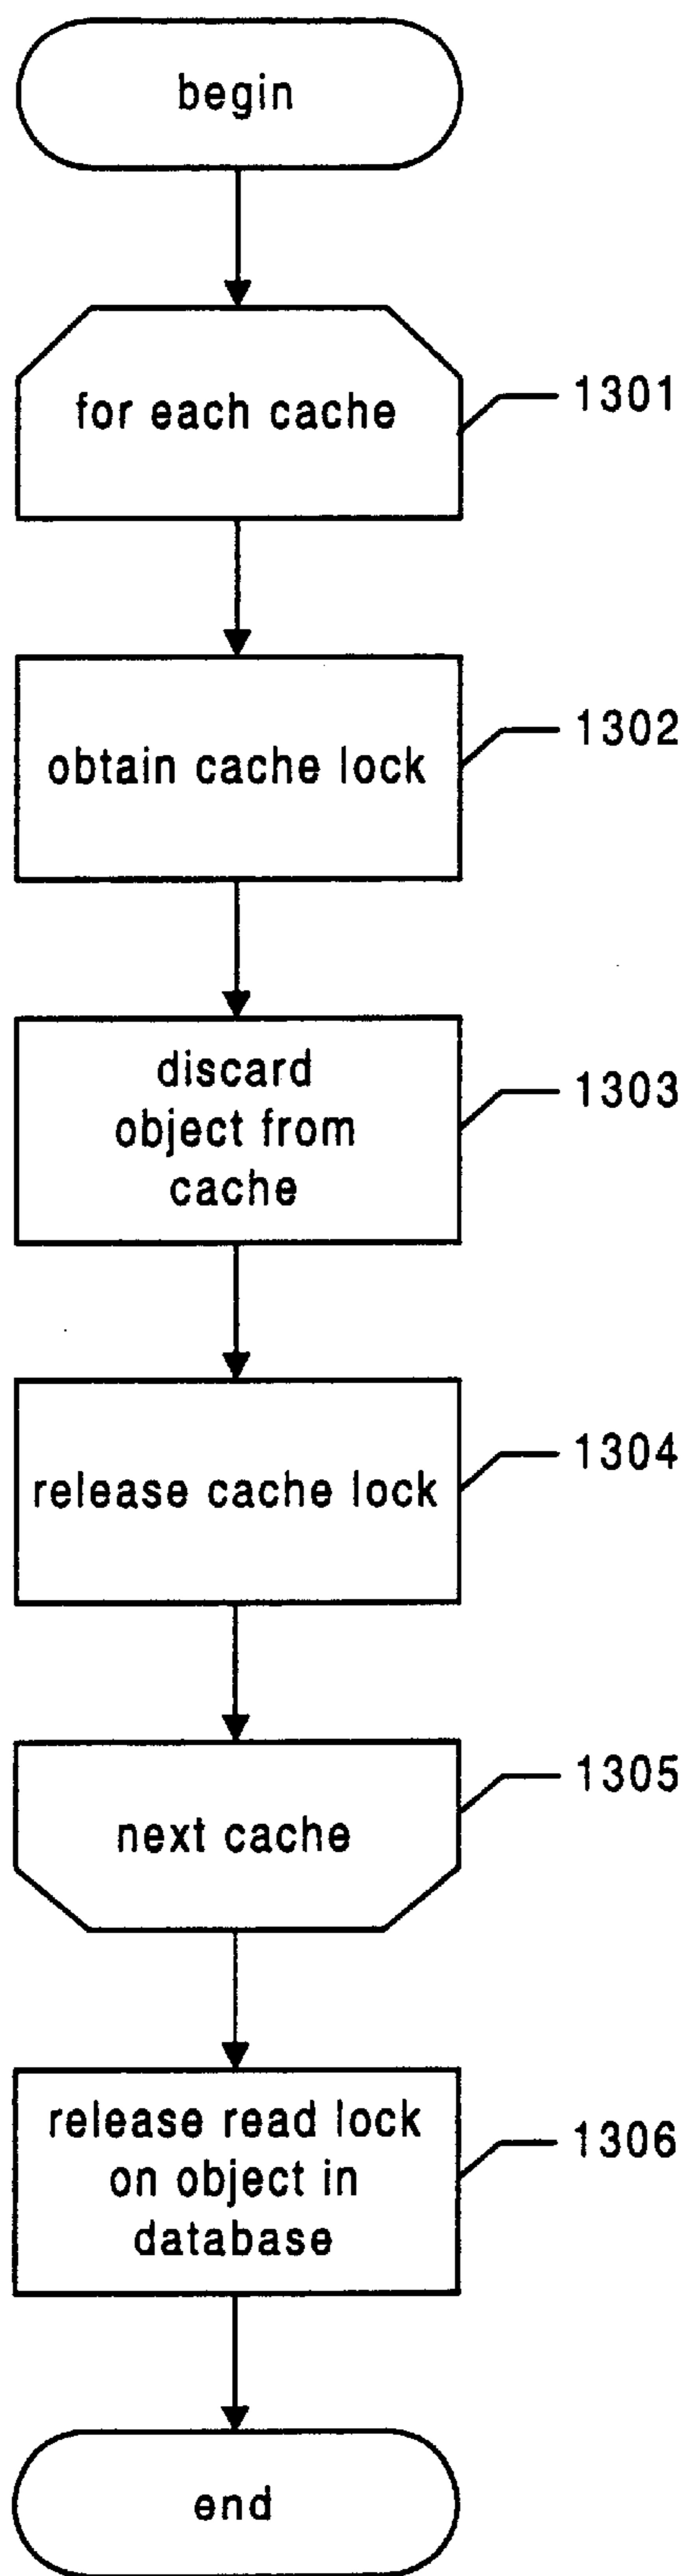 begin
for each cache
1301
obtain cache lock
1302
discard
object from
cache
1303
release cache lock
1304
next cache
1305
release read lock
on object in
database
1306
end